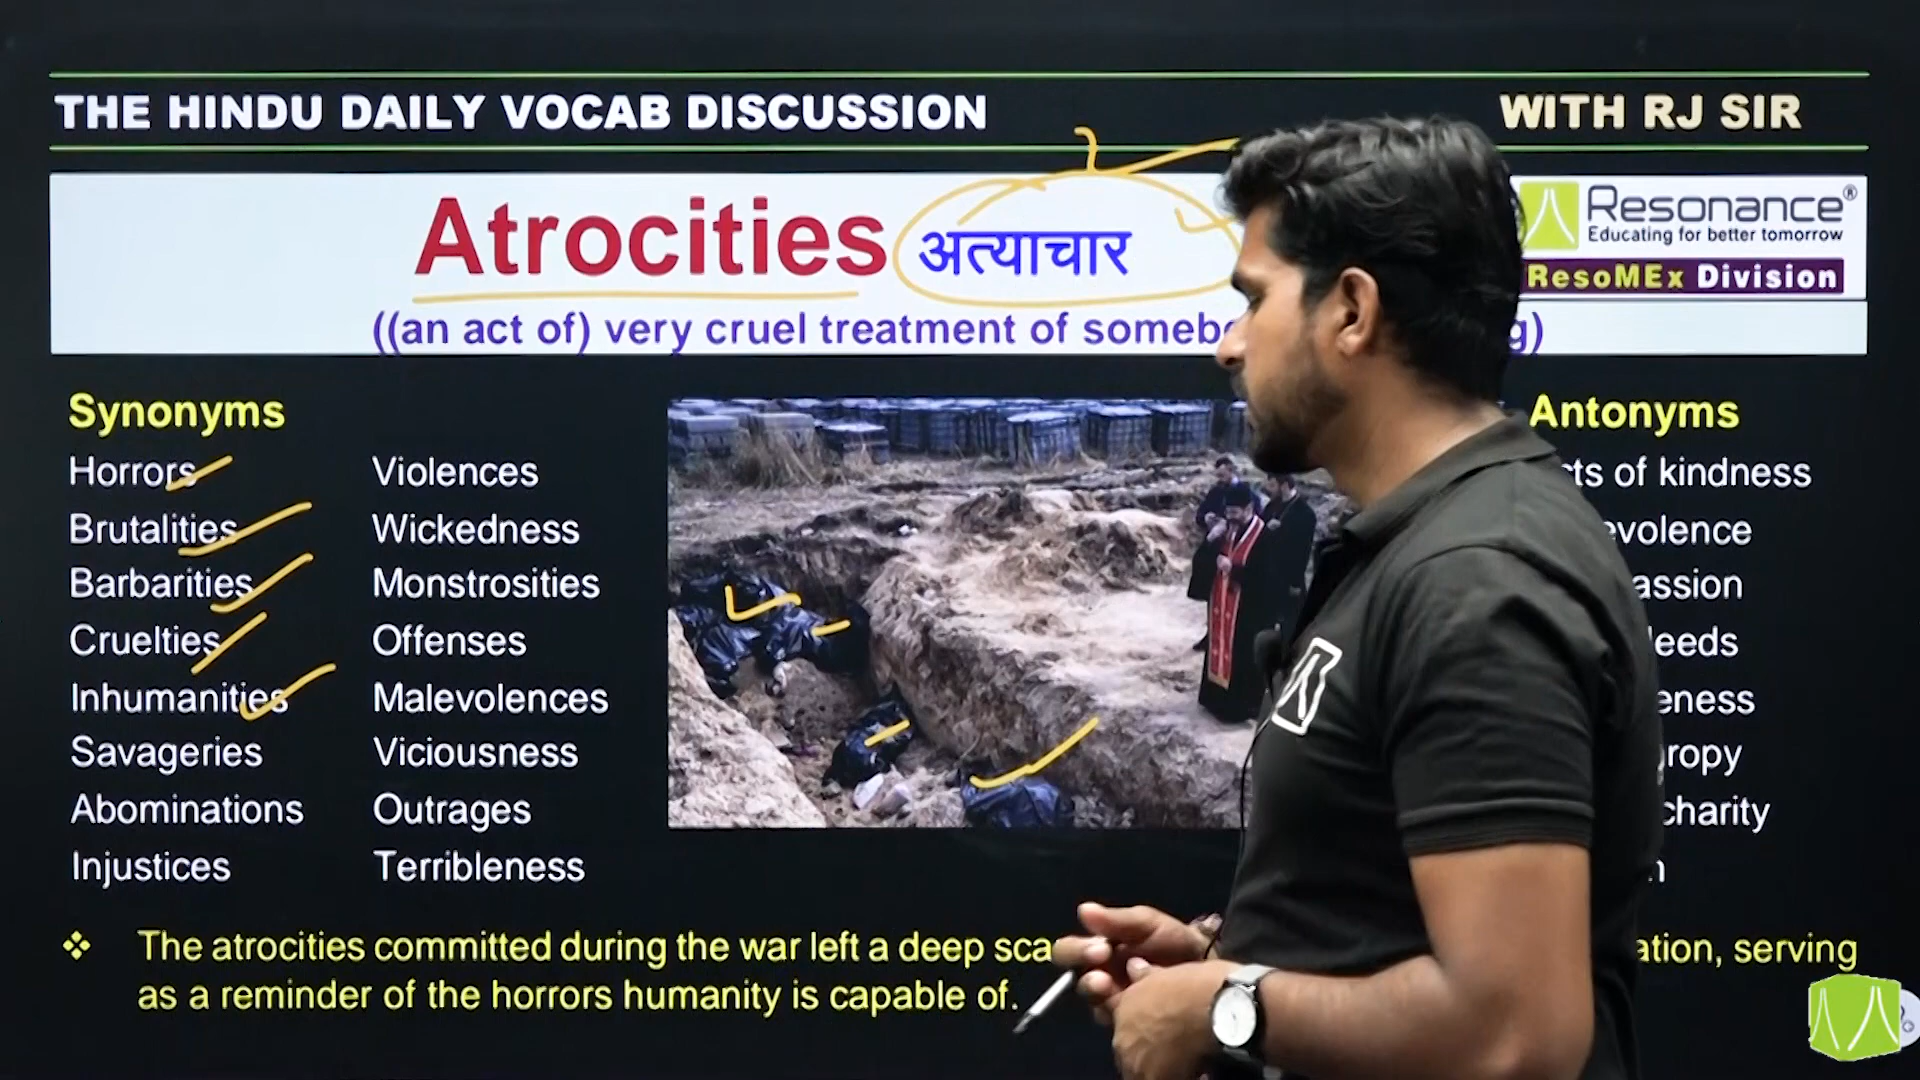 THE HINDU DAILY VOCAB DISCUSSION
WITH RJ SIR
Atrocities अत्याचार
Resonance®
Educating for better tomorrow
ResoMEx Division
((an act of) very cruel treatment of
Synonyms
Antonyms
Horrors
Violences
of kindness
Brutalities
Wickedness
Barbarities
Monstrosities
Cruelties
Offenses
Inhumanities
Malevolences
Savageries
Viciousness
Abominations
Outrages
charity
Injustices
Terribleness
❖ The atrocities committed during the war left a deep serving
as a reminder of the horrors humanity is capable of.